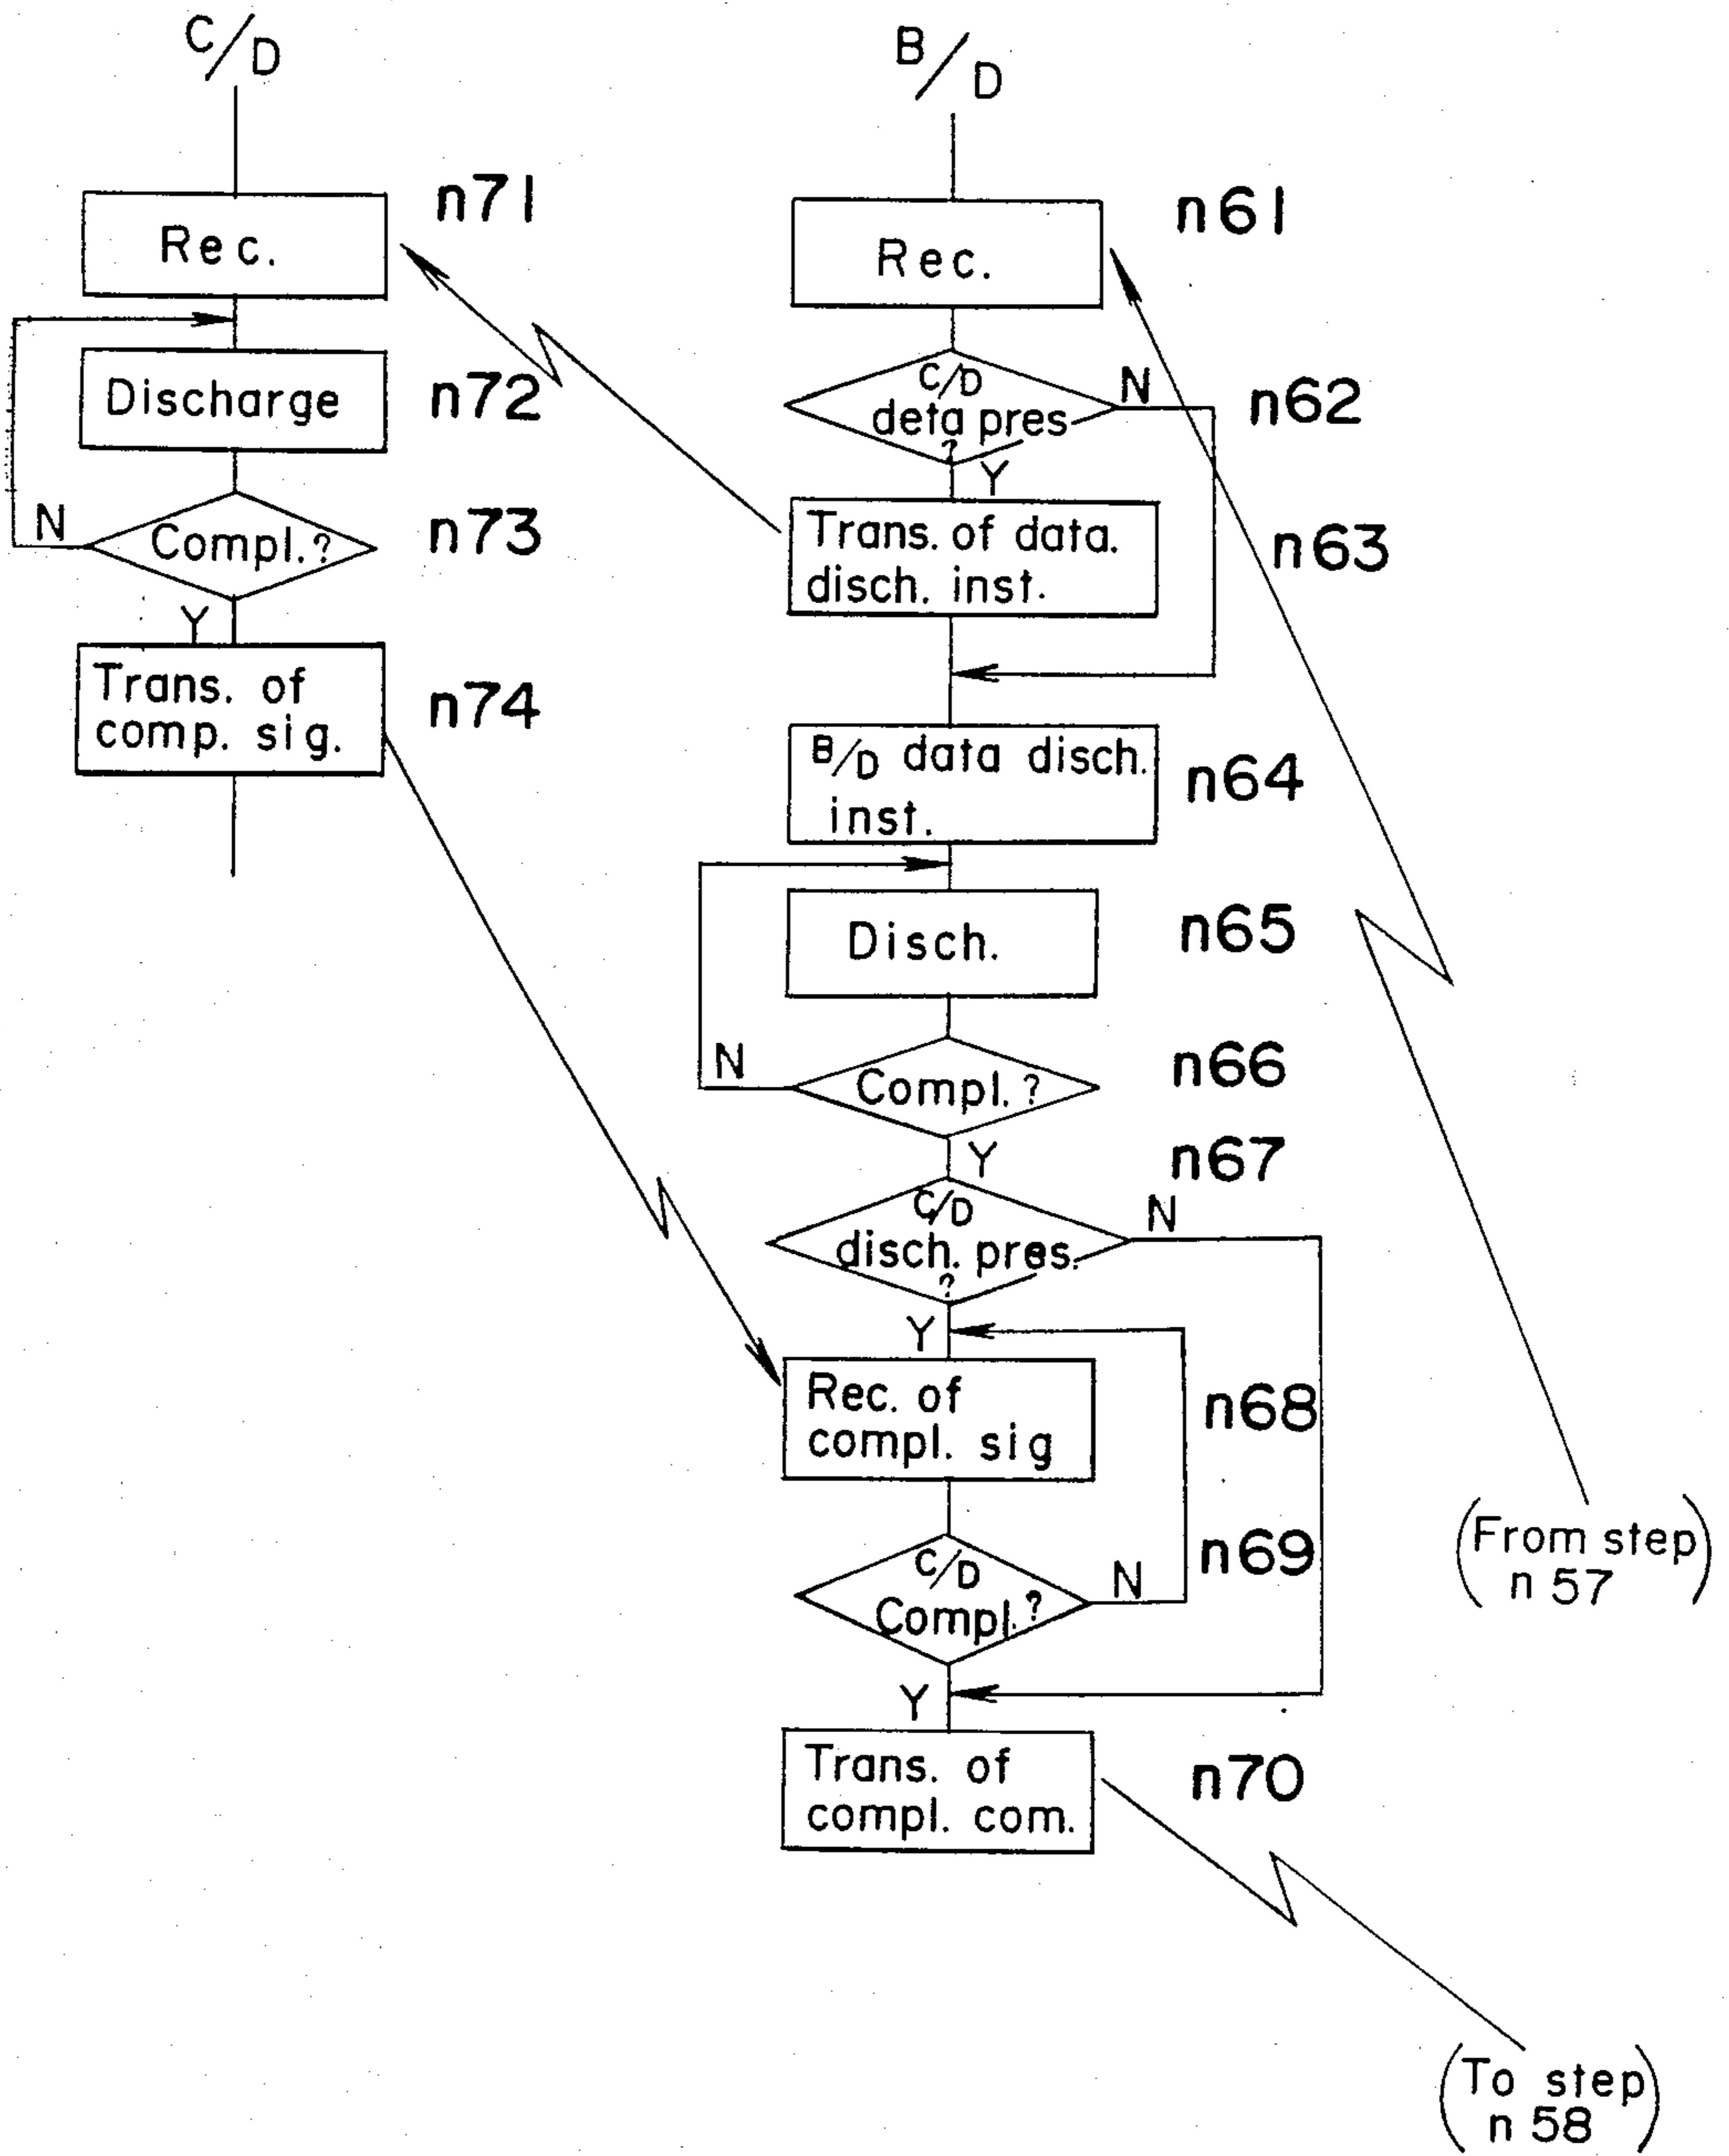 C/D
n71
Rec.
Discharge
n72
N
Compl.?
n73
Y
Trans. of
comp. sig.
n74
B/D
n61
Rec.
C/D
deta pres
?
N
n62
Y
Trans. of data.
disch. inst.
n63
B/D data disch.
inst.
n64
Disch.
n65
N
Compl.?
n66
Y
n67
C/D
disch. pres.
?
N
Y
Rec. of
compl. sig
n68
C/D
Compl.?
N
n69
Y
Trans. of
compl. com.
n70
(From step
n 57)
(To step
n 58)